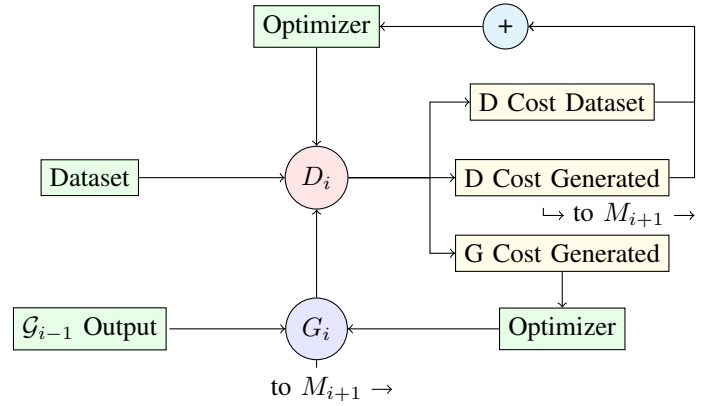 Optimizer
+
D Cost Dataset
Dataset
$D_i$
D Cost Generated
↪ to $M_{i+1}$ →
G Cost Generated
$\mathcal{G}_{i-1}$ Output
$G_i$
Optimizer
to $M_{i+1}$ →